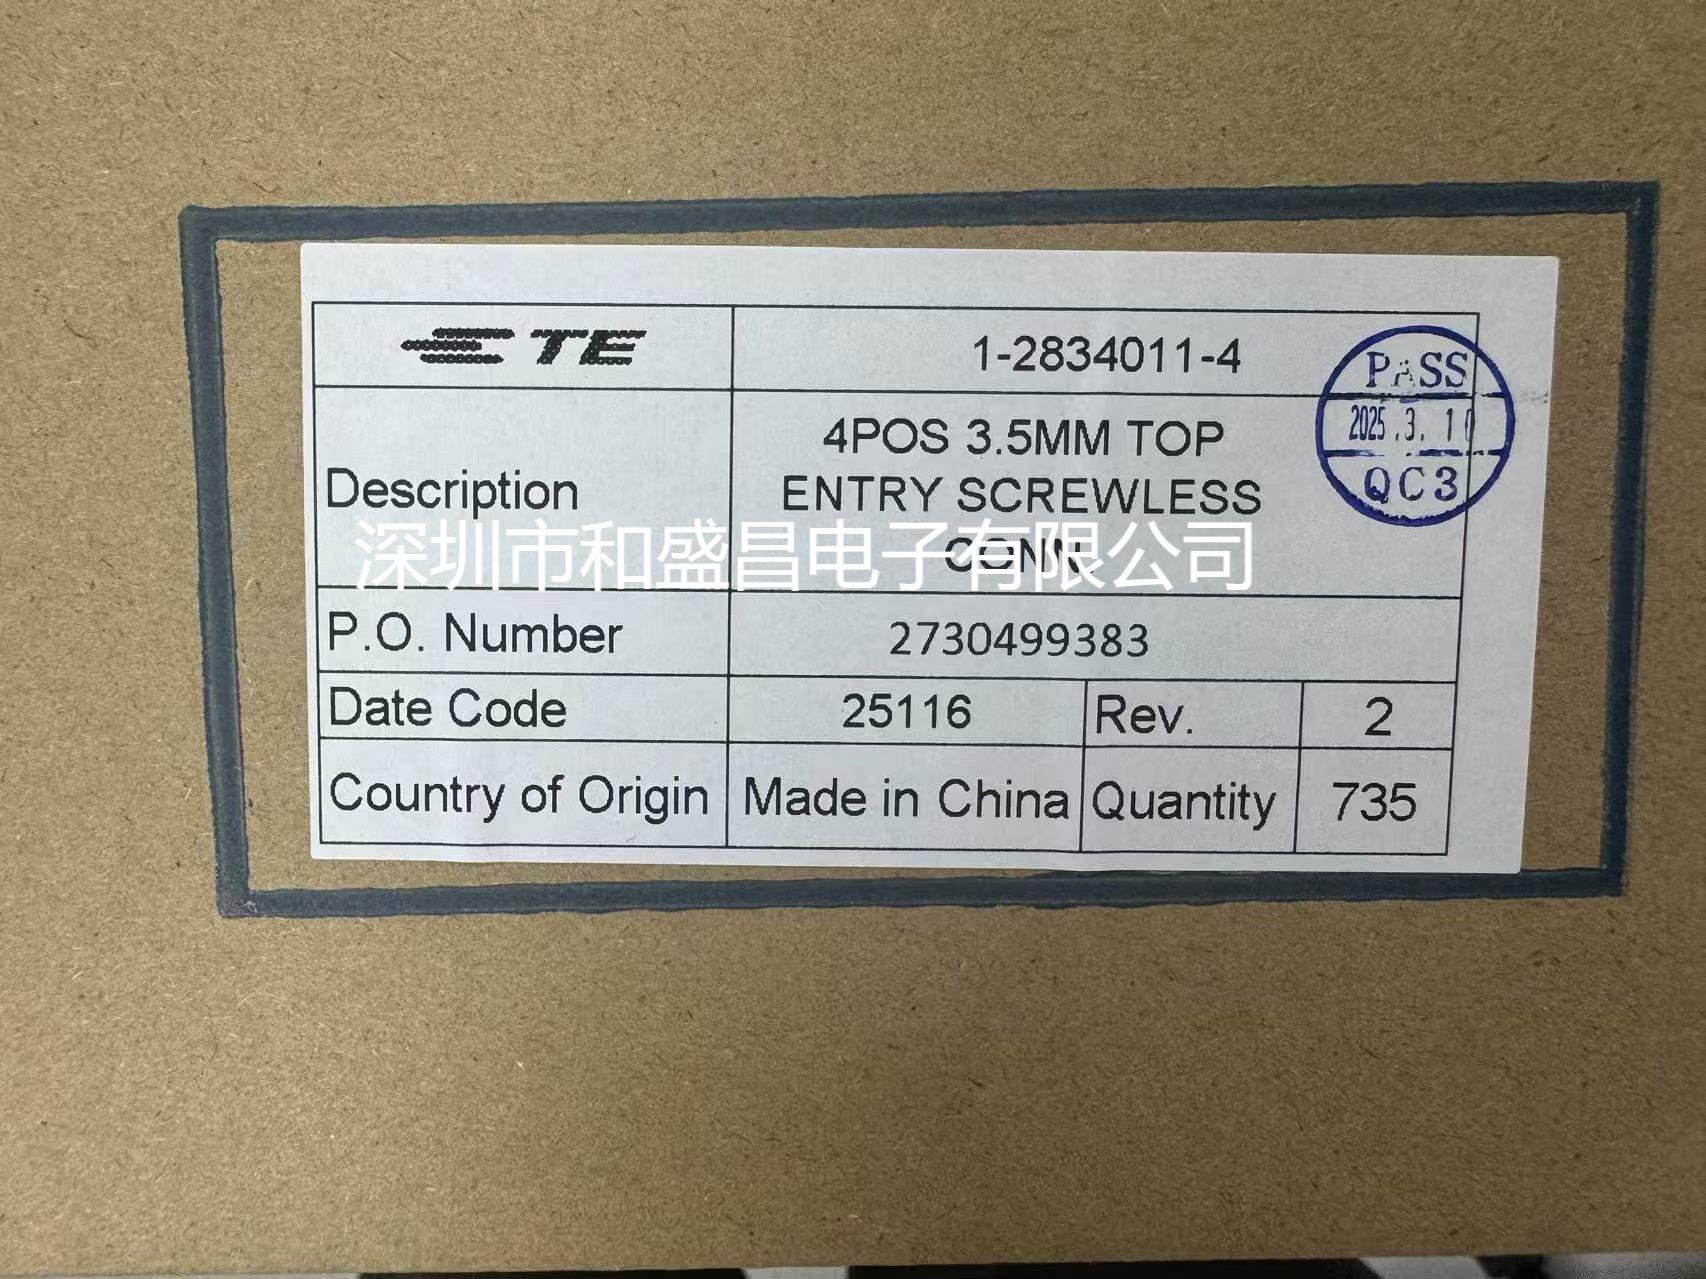 TE
1-2834011-4
PASS
2025.3.10
QC3
Description
4POS 3.5MM TOP
ENTRY SCREWLESS
CONN.
深圳市和盛昌电子有限公司
P.O. Number
2730499383
Date Code
25116
Rev.
2
Country of Origin
Made in China
Quantity
735